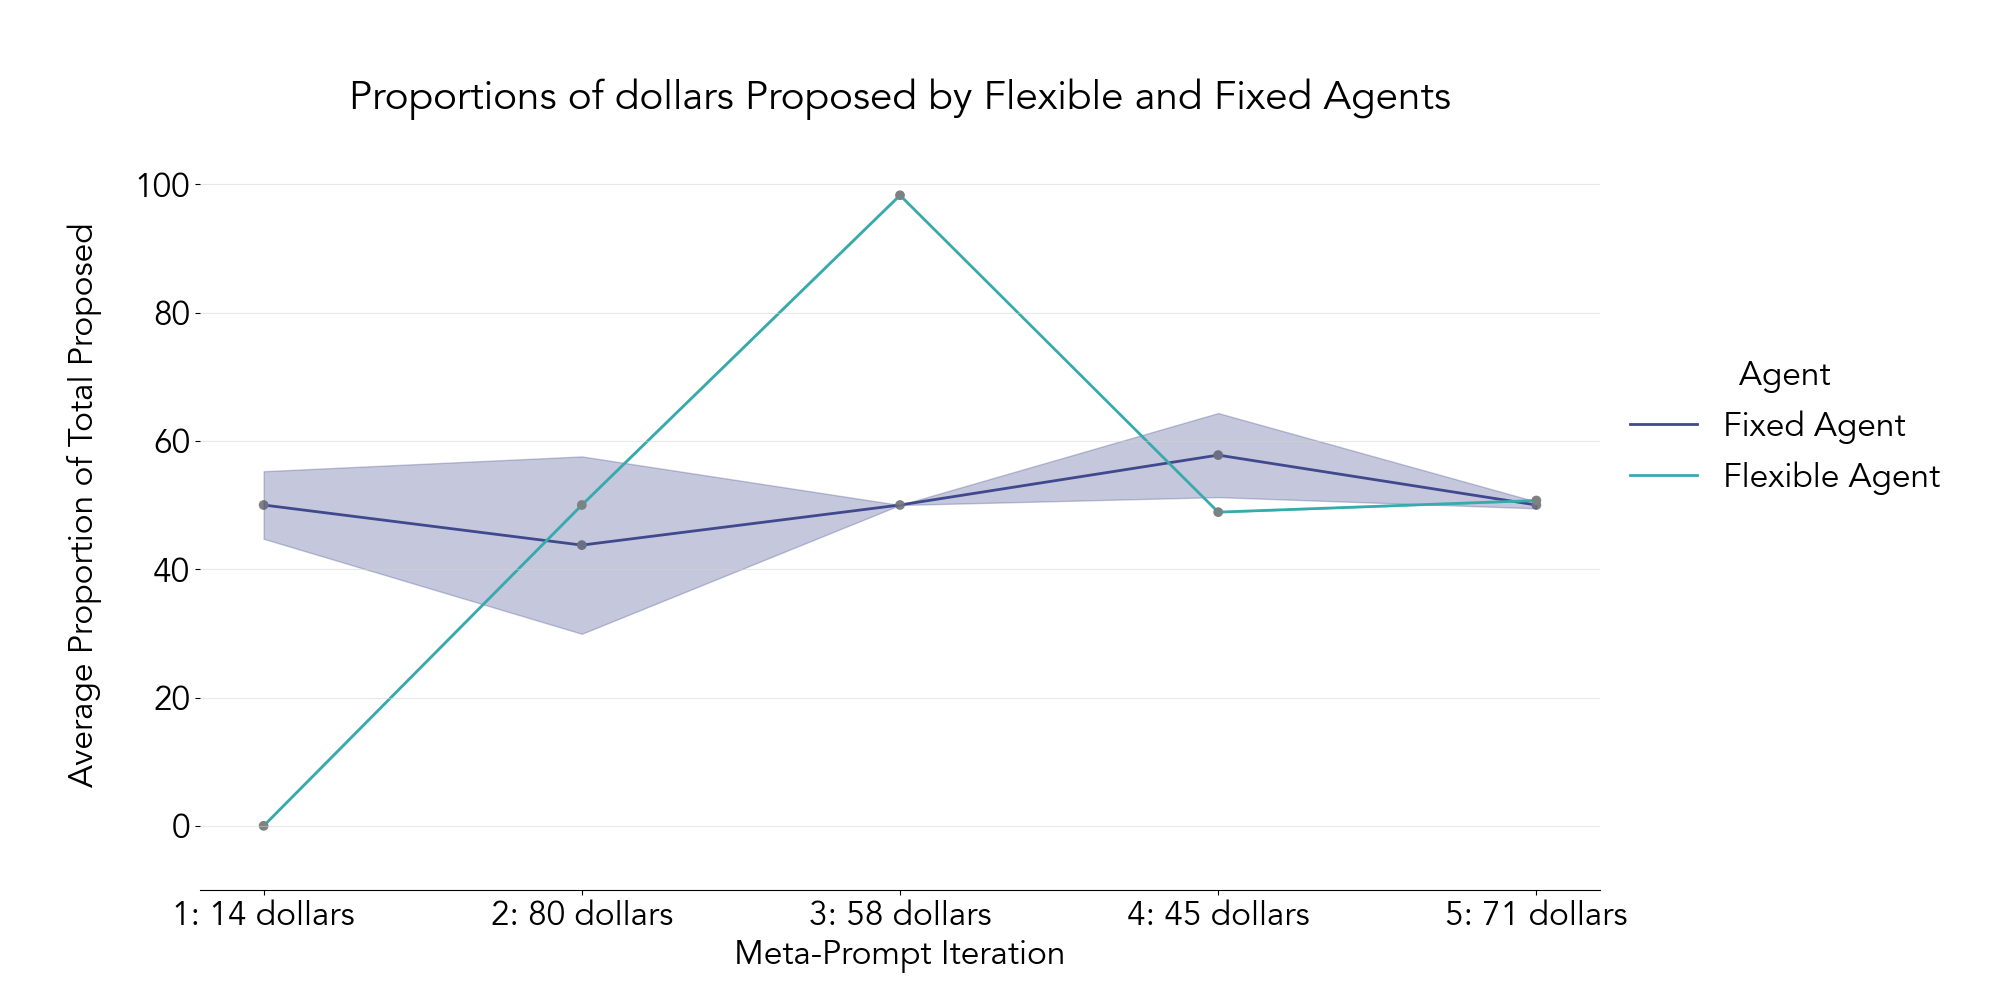 Proportions of dollars Proposed by Flexible and Fixed Agents
Average Proportion of Total Proposed
100
80
60
40
20
0
1: 14 dollars
2: 80 dollars
3: 58 dollars
4: 45 dollars
5: 71 dollars
Meta-Prompt Iteration
Agent
Fixed Agent
Flexible Agent